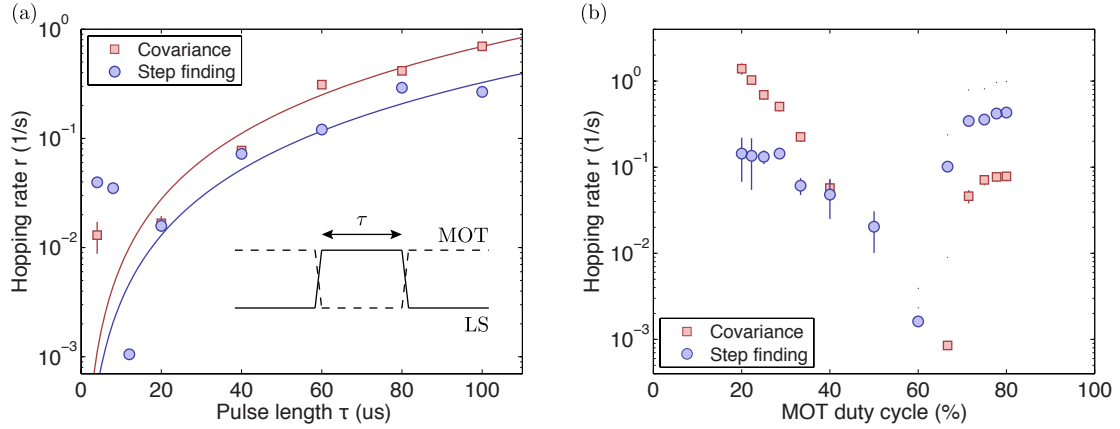 (a)
Hopping rate r (1/s)
10^0
10^-1
10^-2
10^-3
Covariance
Step finding
τ
MOT
LS
0 20 40 60 80 100
Pulse length τ (us)
(b)
Hopping rate r (1/s)
10^0
10^-1
10^-2
10^-3
Covariance
Step finding
0 20 40 60 80 100
MOT duty cycle (%)